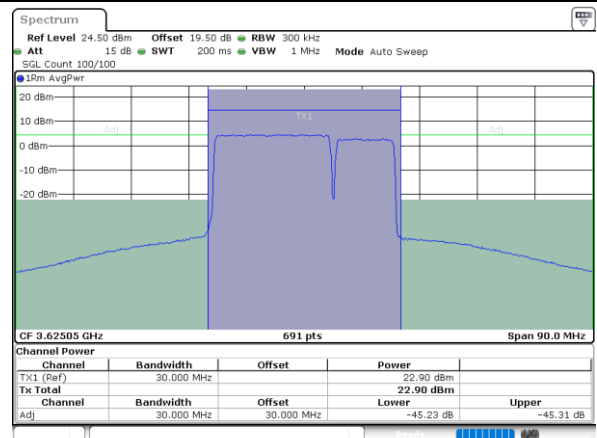 Spectrum
Ref Level 24.50 dBm Offset 19.50 dB RBW 300 kHz
Att 15 dB SWT 200 ms VBW 1 MHz Mode Auto Sweep
SGL Count 100/100
1Rm AvgPwr
20 dBm
TX1
10 dBm
Adj Adj
0 dBm
-10 dBm
-20 dBm
CF 3.62505 GHz 691 pts Span 90.0 MHz
Channel Power
Channel Bandwidth Offset Power
TX1 (Ref) 30.000 MHz 22.90 dBm
Tx Total 22.90 dBm
Channel Bandwidth Offset Lower Upper
Adj 30.000 MHz 30.000 MHz -45.23 dB -45.31 dB
Ready